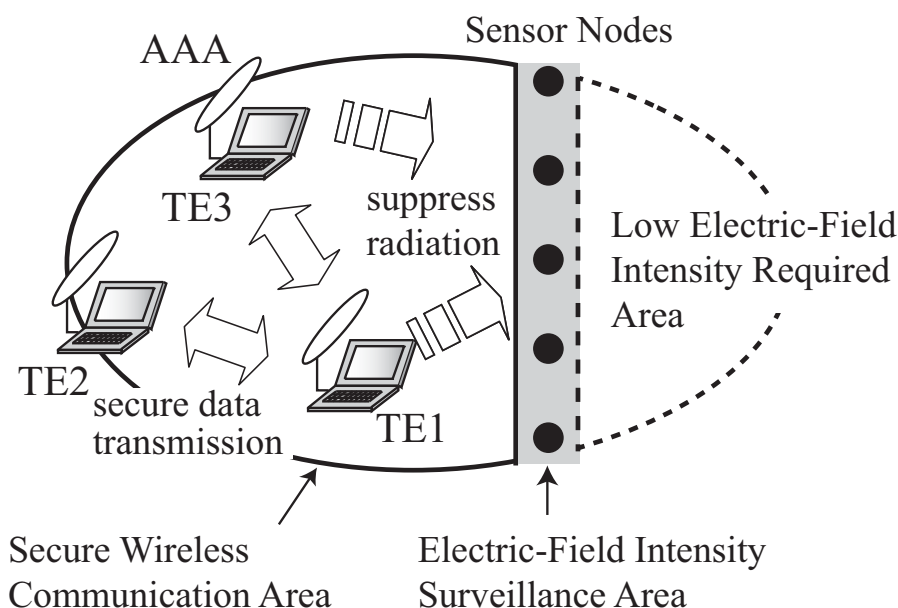 Sensor Nodes
AAA
TE3
suppress
radiation
Low Electric-Field
Intensity Required
Area
TE2
secure data
transmission
TE1
Secure Wireless
Communication Area
Electric-Field Intensity
Surveillance Area